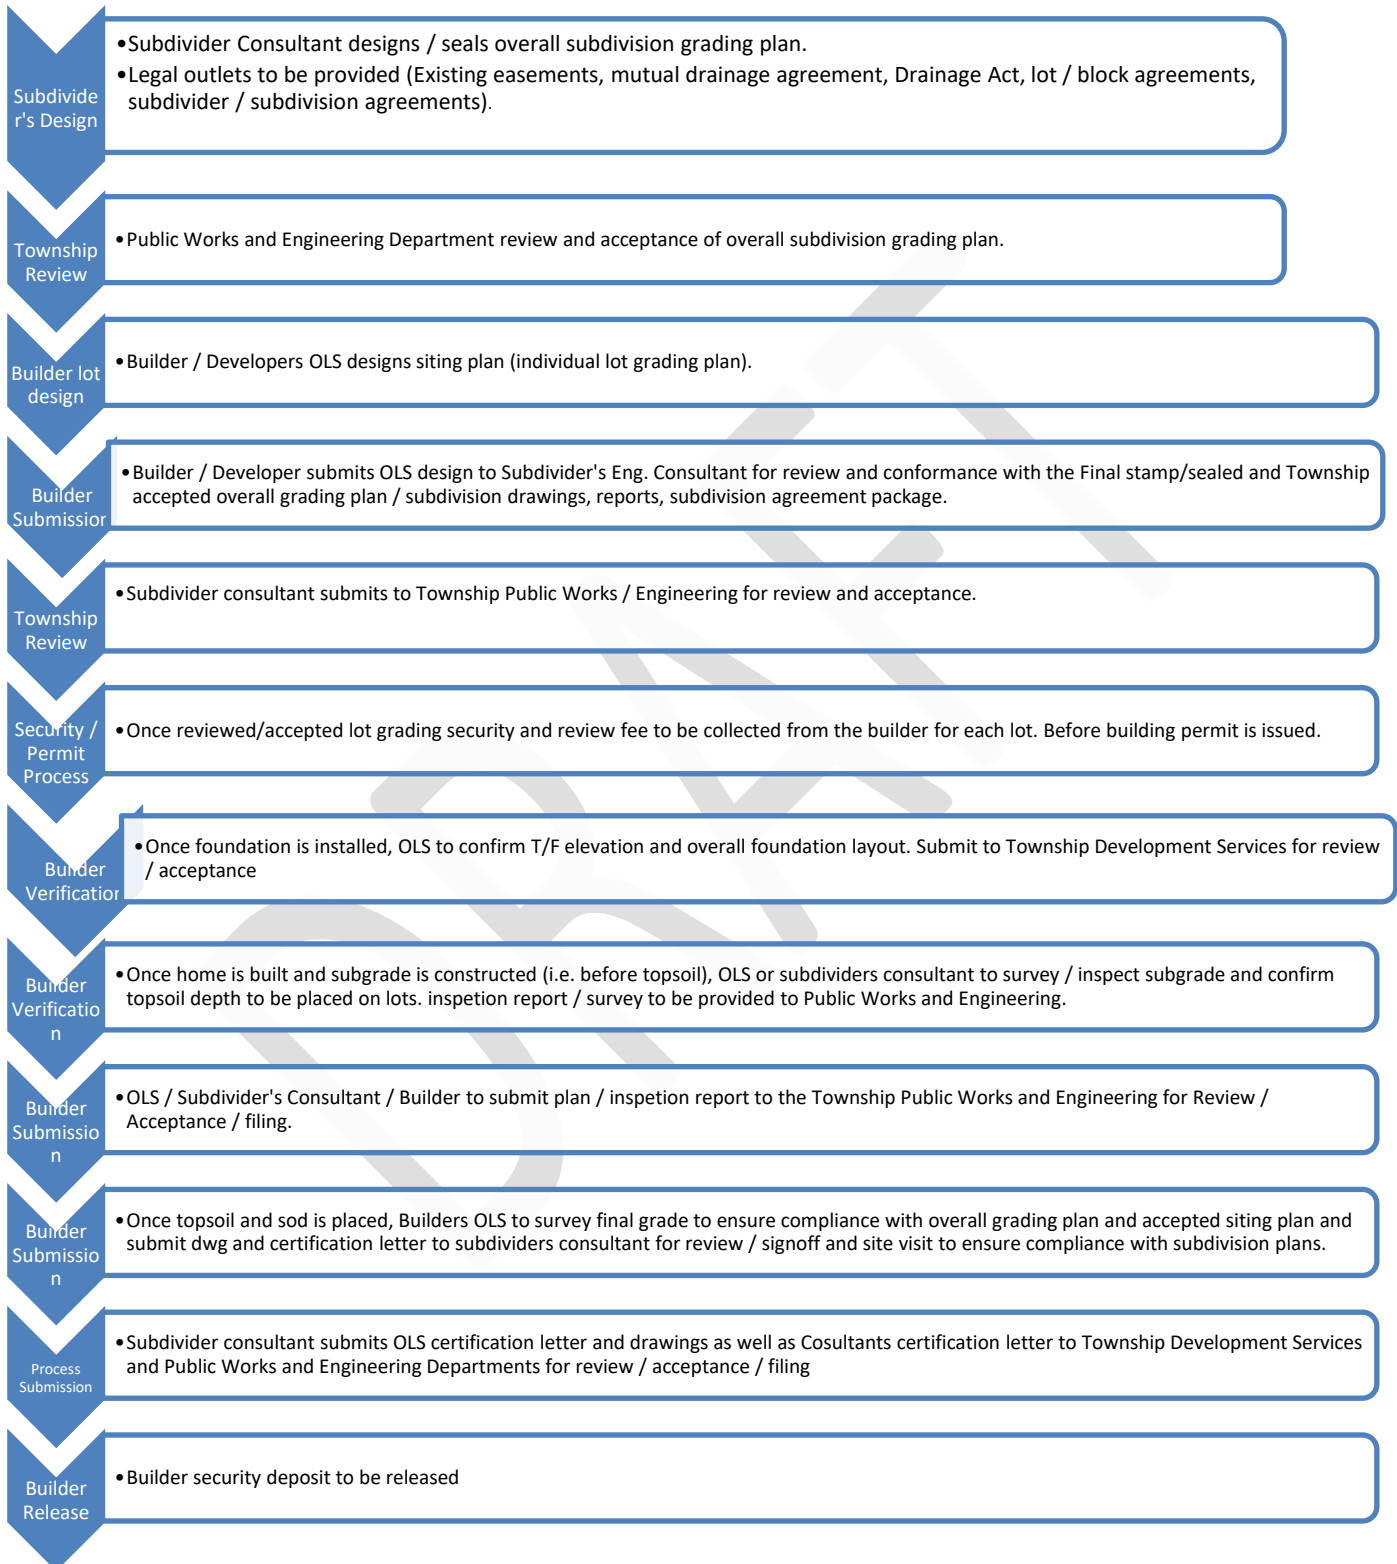 Subdivide
r's Design
•Subdivider Consultant designs / seals overall subdivision grading plan.
•Legal outlets to be provided (Existing easements, mutual drainage agreement, Drainage Act, lot / block agreements,
subdivider / subdivision agreements).
Township
Review
•Public Works and Engineering Department review and acceptance of overall subdivision grading plan.
Builder lot
design
•Builder / Developers OLS designs siting plan (individual lot grading plan).
Builder
Submission
•Builder / Developer submits OLS design to Subdivider's Eng. Consultant for review and conformance with the Final stamp/sealed and Township
accepted overall grading plan / subdivision drawings, reports, subdivision agreement package.
Township
Review
•Subdivider consultant submits to Township Public Works / Engineering for review and acceptance.
Security /
Permit
Process
•Once reviewed/accepted lot grading security and review fee to be collected from the builder for each lot. Before building permit is issued.
Builder
Verification
•Once foundation is installed, OLS to confirm T/F elevation and overall foundation layout. Submit to Township Development Services for review
/ acceptance
Builder
Verificatio
n
•Once home is built and subgrade is constructed (i.e. before topsoil), OLS or subdividers consultant to survey / inspect subgrade and confirm
topsoil depth to be placed on lots. inspetion report / survey to be provided to Public Works and Engineering.
Builder
Submissio
n
•OLS / Subdivider's Consultant / Builder to submit plan / inspetion report to the Township Public Works and Engineering for Review /
Acceptance / filing.
Builder
Submissio
n
•Once topsoil and sod is placed, Builders OLS to survey final grade to ensure compliance with overall grading plan and accepted siting plan and
submit dwg and certification letter to subdividers consultant for review / signoff and site visit to ensure compliance with subdivision plans.
Process
Submission
•Subdivider consultant submits OLS certification letter and drawings as well as Cosultants certification letter to Township Development Services
and Public Works and Engineering Departments for review / acceptance / filing
Builder
Release
•Builder security deposit to be released
DRAFT